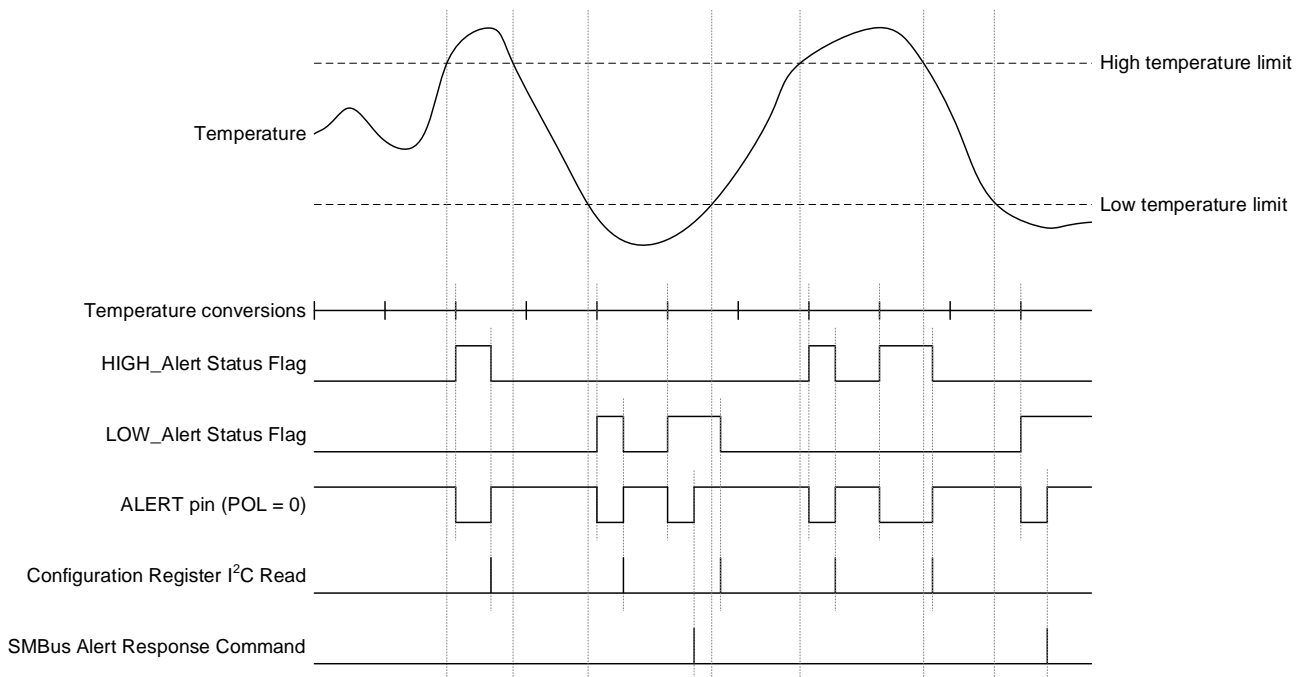 High temperature limit
Temperature
Low temperature limit
Temperature conversions
HIGH_Alert Status Flag
LOW_Alert Status Flag
ALERT pin (POL = 0)
Configuration Register I²C Read
SMBus Alert Response Command